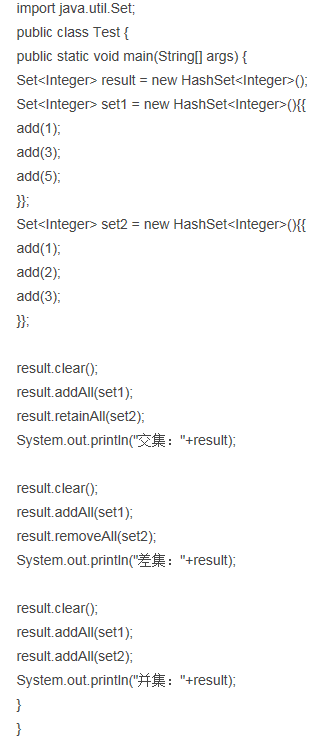 import java.util.Set;
public class Test {
public static void main(String[] args) {
Set<Integer> result = new HashSet<Integer>();
Set<Integer> set1 = new HashSet<Integer>(){{
add(1);
add(3);
add(5);
}};
Set<Integer> set2 = new HashSet<Integer>(){{
add(1);
add(2);
add(3);
}};
result.clear();
result.addAll(set1);
result.retainAll(set2);
System.out.println("交集："+result);
result.clear();
result.addAll(set1);
result.removeAll(set2);
System.out.println("差集："+result);
result.clear();
result.addAll(set1);
result.addAll(set2);
System.out.println("并集："+result);
}
}